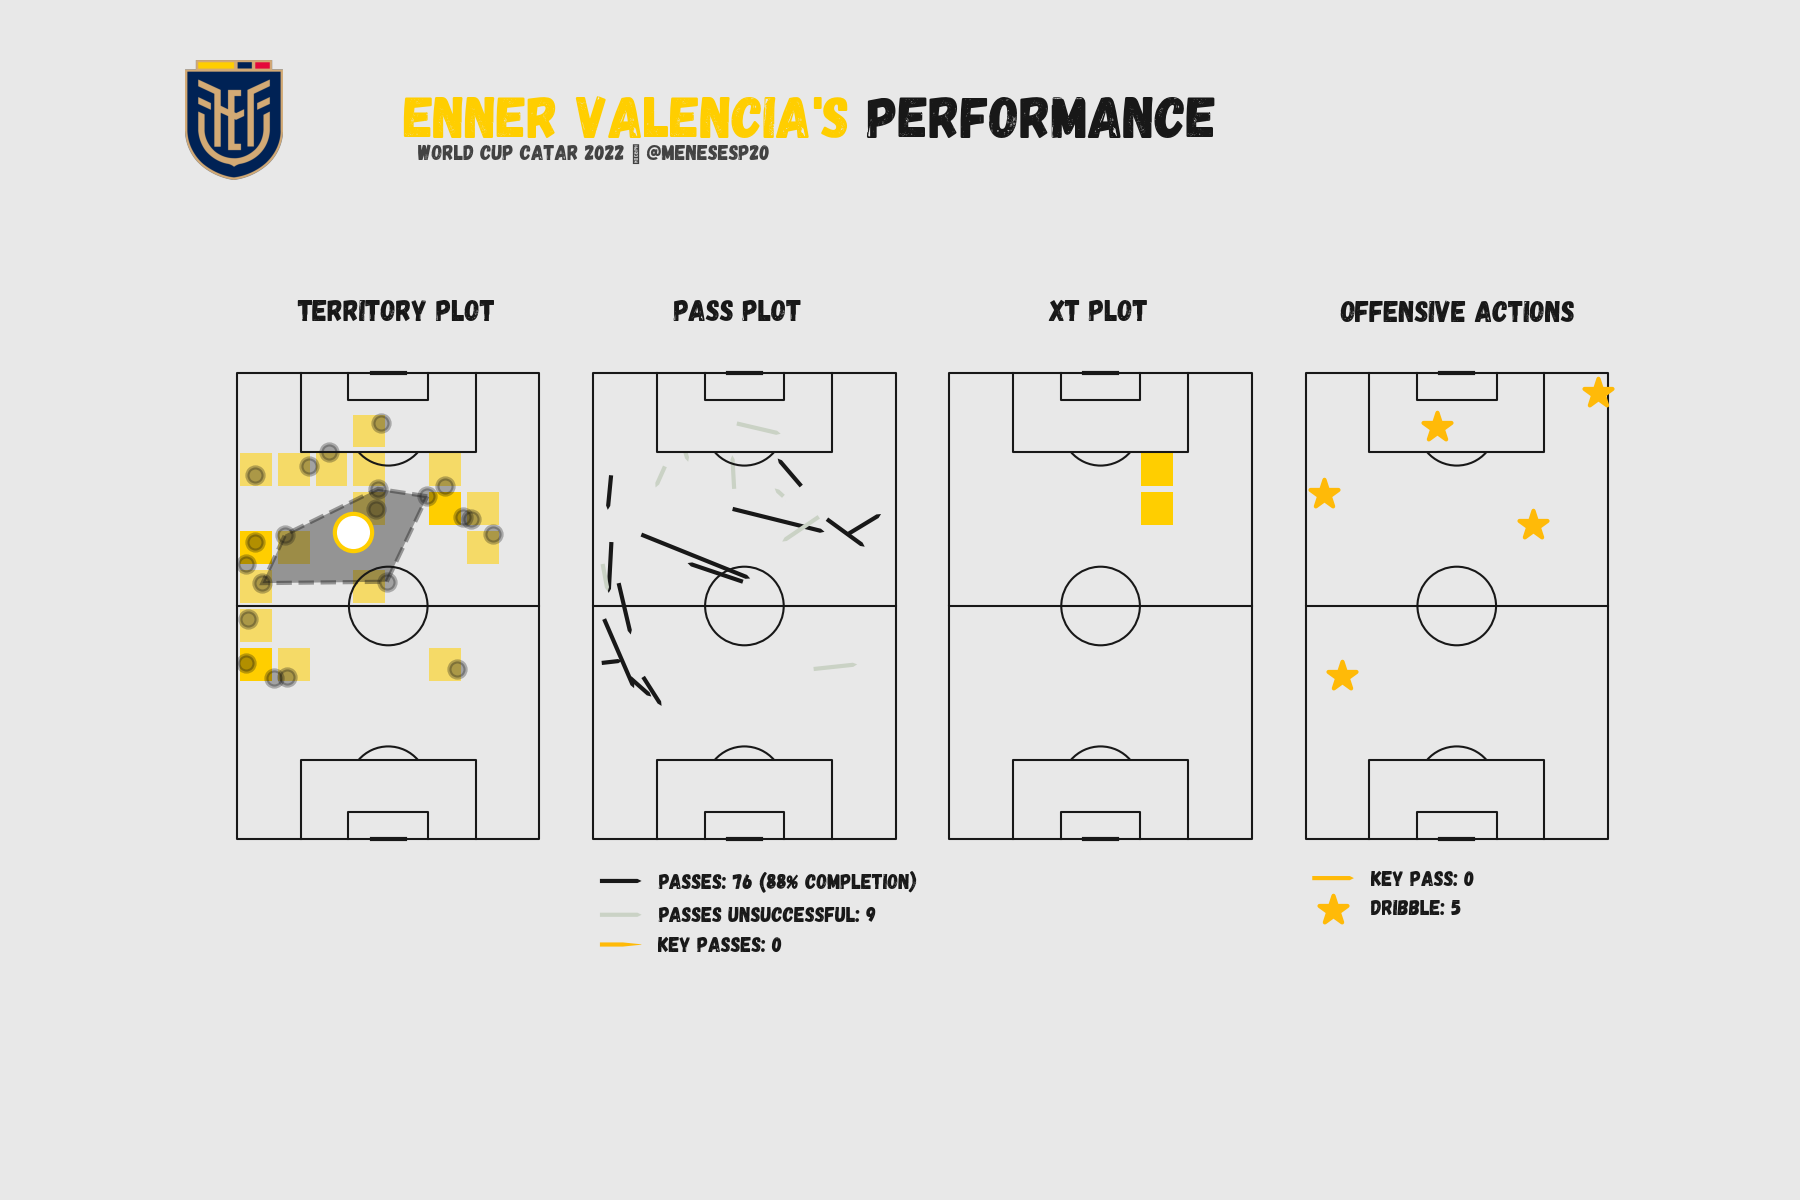 ENNER VALENCIA'S PERFORMANCE
WORLD CUP CATAR 2022 ▯ @MENESESP20
TERRITORY PLOT
PASS PLOT
XT PLOT
OFFENSIVE ACTIONS
PASSES: 76 (88% COMPLETION)
PASSES UNSUCCESSFUL: 9
KEY PASSES: 0
KEY PASS: 0
DRIBBLE: 5